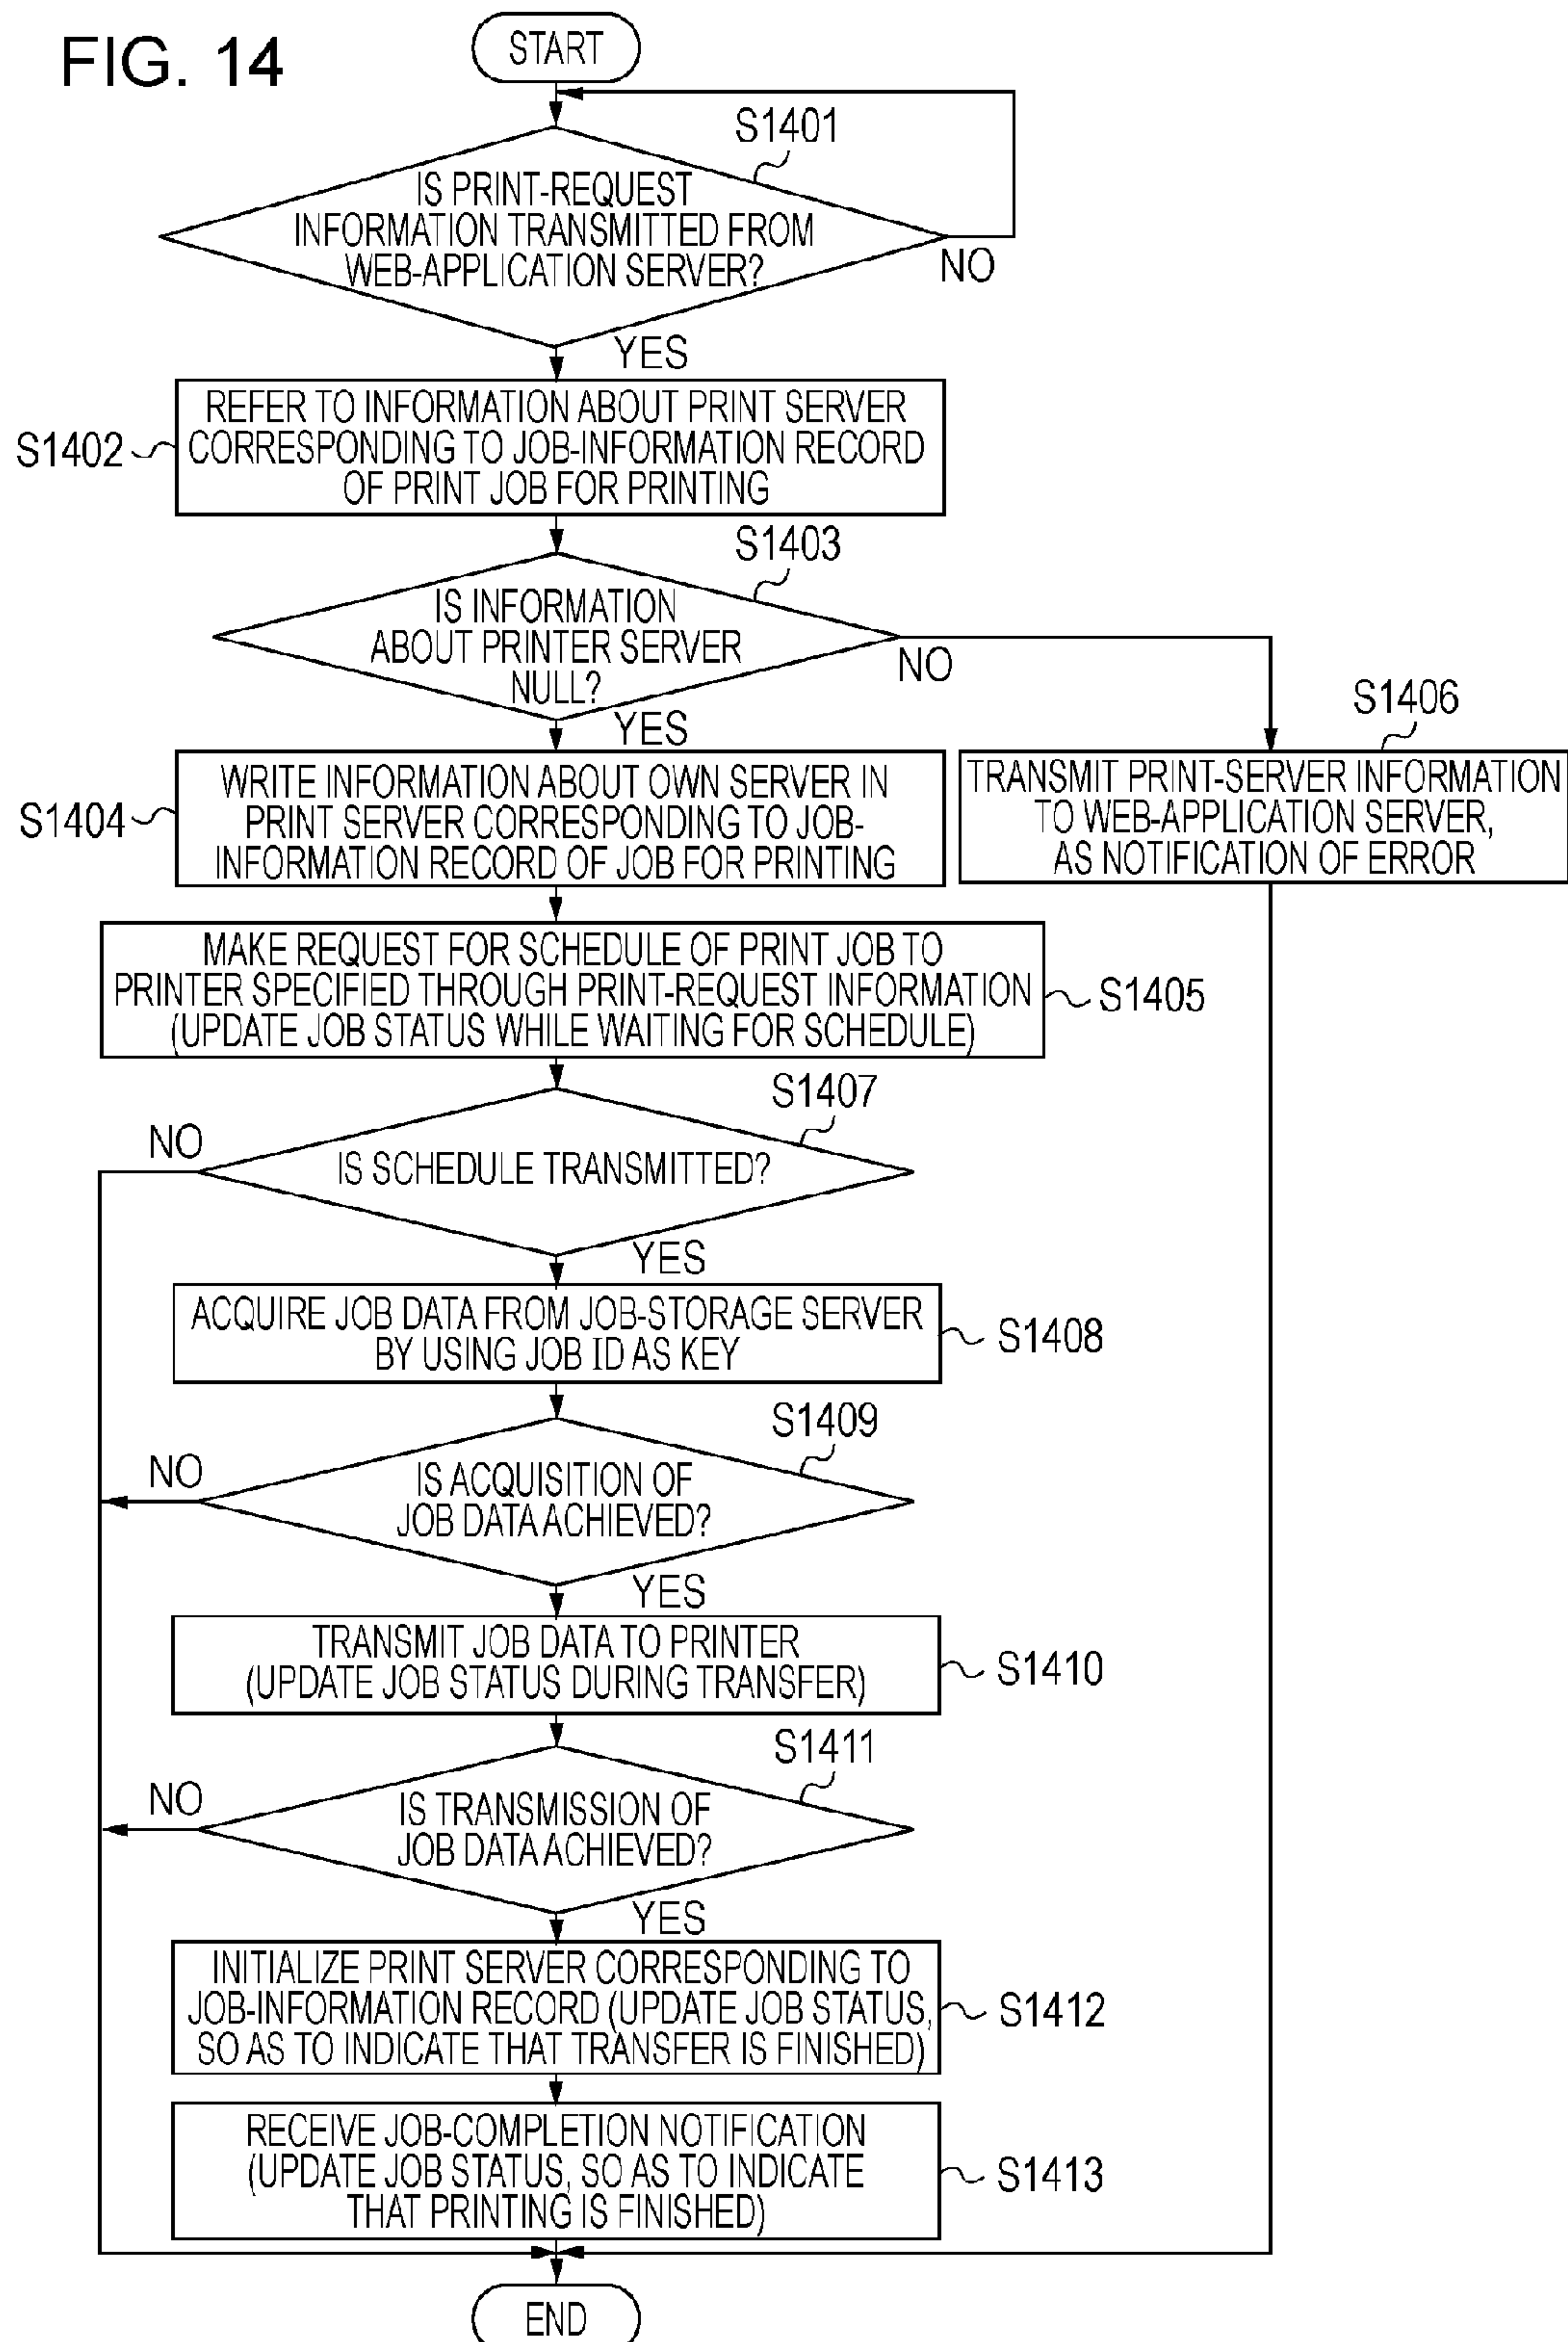 FIG. 14
START
S1401
IS PRINT-REQUEST
INFORMATION TRANSMITTED FROM
WEB-APPLICATION SERVER?
NO
YES
S1402
REFER TO INFORMATION ABOUT PRINT SERVER
CORRESPONDING TO JOB-INFORMATION RECORD
OF PRINT JOB FOR PRINTING
S1403
IS INFORMATION
ABOUT PRINTER SERVER
NULL?
NO
YES
S1404
WRITE INFORMATION ABOUT OWN SERVER IN
PRINT SERVER CORRESPONDING TO JOB-
INFORMATION RECORD OF JOB FOR PRINTING
S1406
TRANSMIT PRINT-SERVER INFORMATION
TO WEB-APPLICATION SERVER,
AS NOTIFICATION OF ERROR
MAKE REQUEST FOR SCHEDULE OF PRINT JOB TO
PRINTER SPECIFIED THROUGH PRINT-REQUEST INFORMATION
(UPDATE JOB STATUS WHILE WAITING FOR SCHEDULE)
S1405
S1407
NO
IS SCHEDULE TRANSMITTED?
YES
ACQUIRE JOB DATA FROM JOB-STORAGE SERVER
BY USING JOB ID AS KEY
S1408
S1409
NO
IS ACQUISITION OF
JOB DATA ACHIEVED?
YES
TRANSMIT JOB DATA TO PRINTER
(UPDATE JOB STATUS DURING TRANSFER)
S1410
S1411
NO
IS TRANSMISSION OF
JOB DATA ACHIEVED?
YES
INITIALIZE PRINT SERVER CORRESPONDING TO
JOB-INFORMATION RECORD (UPDATE JOB STATUS,
SO AS TO INDICATE THAT TRANSFER IS FINISHED)
S1412
RECEIVE JOB-COMPLETION NOTIFICATION
(UPDATE JOB STATUS, SO AS TO INDICATE
THAT PRINTING IS FINISHED)
S1413
END